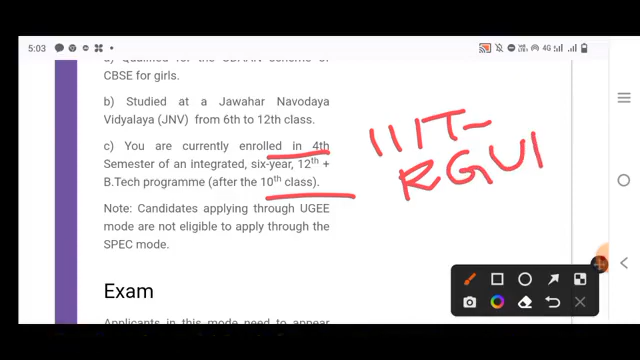 5:03
4G
a) Qualified for the UDAAN scheme of
CBSE for girls.
b) Studied at a Jawahar Navodaya
Vidyalaya (JNV) from 6th to 12th class.
c) You are currently enrolled in 4th
Semester of an integrated, six-year, 12th +
B.Tech programme (after the 10th class).
Note: Candidates applying through UGEE
mode are not eligible to apply through the
SPEC mode.
Exam
Applicants in this mode need to appear
IIIT-
RGUI